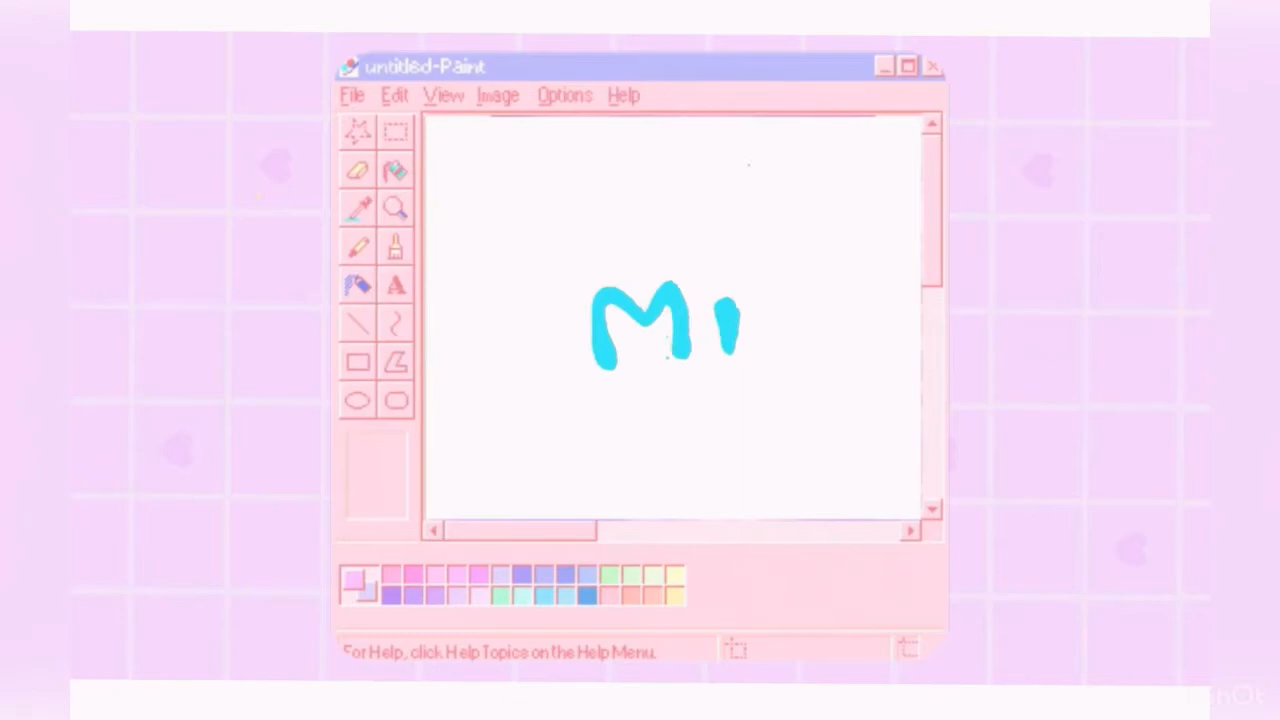 untitled-Paint
File Edit View Image Options Help
A
MI
For Help, click Help Topics on the Help Menu.